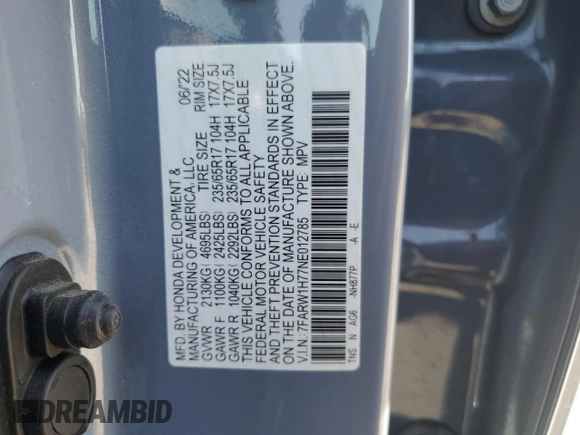 MFD. BY HONDA DEVELOPMENT &
MANUFACTURING OF AMERICA, LLC 06/'22
GVWR 2130KG( 4695LBS) TIRE SIZE RIM SIZE
GAWR F 1100KG( 2425LBS) 235/65R17 104H 17X7.5J
GAWR R 1040KG( 2292LBS) 235/65R17 104H 17X7.5J
THIS VEHICLE CONFORMS TO ALL APPLICABLE
FEDERAL MOTOR VEHICLE SAFETY
AND THEFT PREVENTION STANDARDS IN EFFECT
ON THE DATE OF MANUFACTURE SHOWN ABOVE.
V.I.N.:7FARW1H77NE012785 TYPE: MPV
TNS N AG6 -NH877P -A -E
DREAMBID